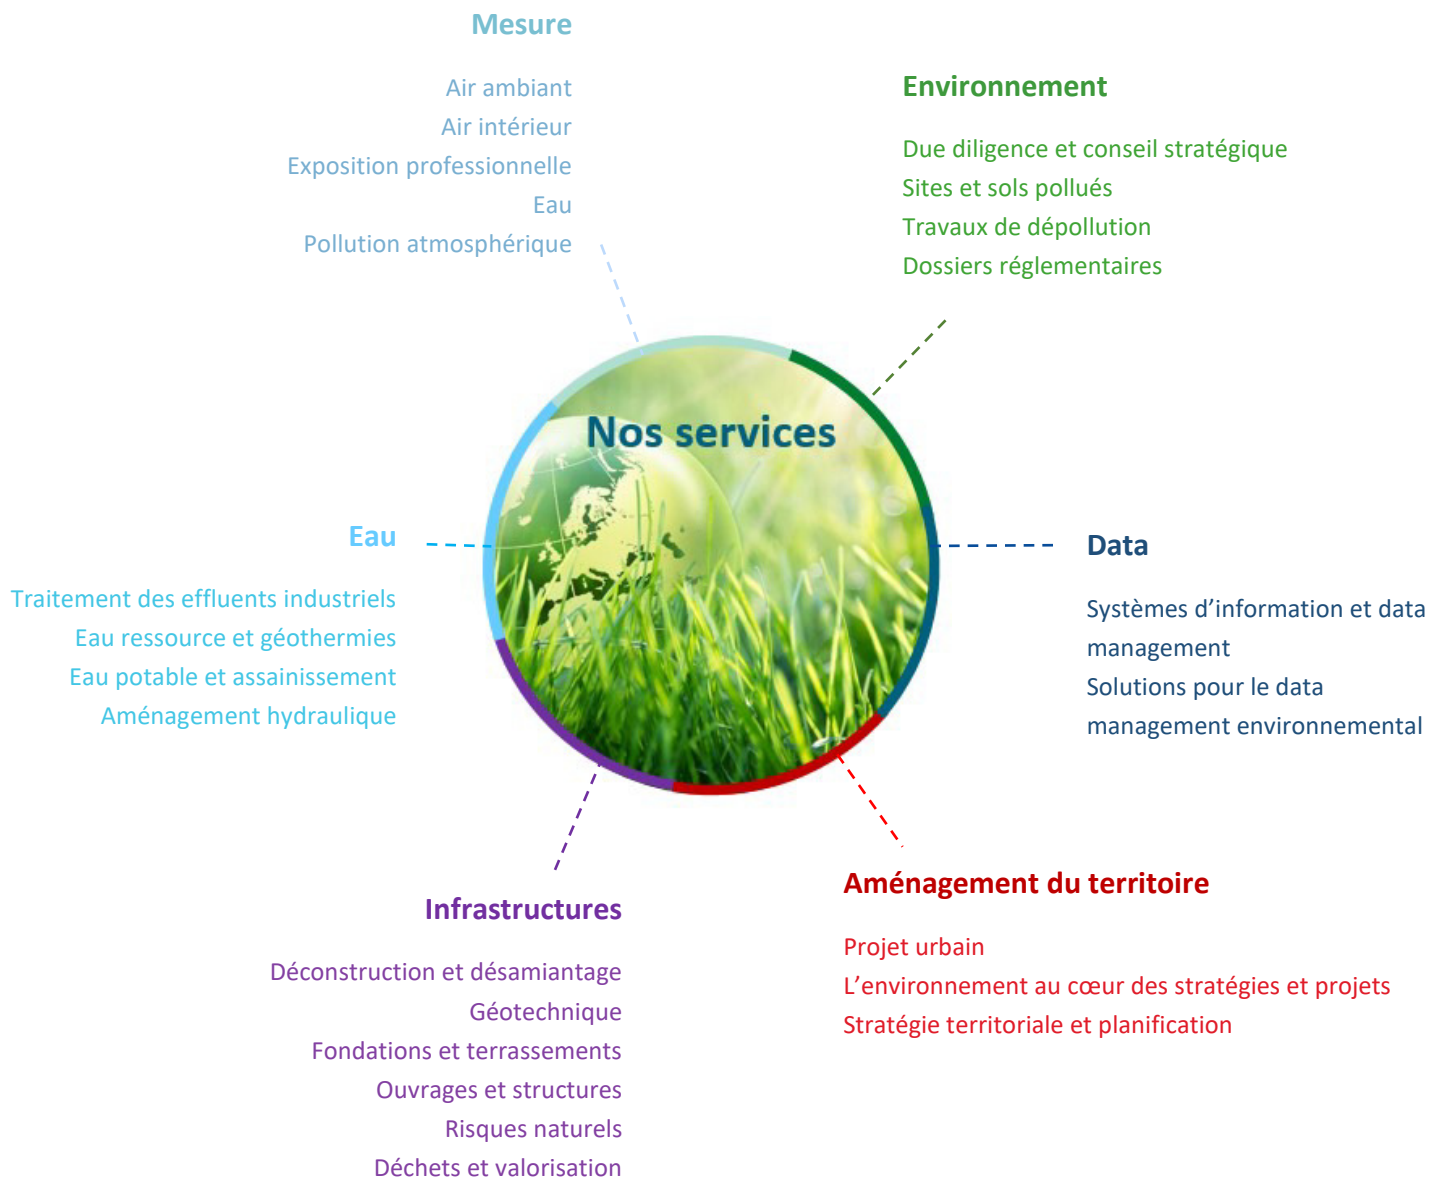 Mesure
Air ambiant
Air intérieur
Exposition professionnelle
Eau
Pollution atmosphérique
Environnement
Due diligence et conseil stratégique
Sites et sols pollués
Travaux de dépollution
Dossiers réglementaires
Nos services
Eau
Traitement des effluents industriels
Eau ressource et géothermies
Eau potable et assainissement
Aménagement hydraulique
Data
Systèmes d’information et data
management
Solutions pour le data
management environnemental
Infrastructures
Déconstruction et désamiantage
Géotechnique
Fondations et terrassements
Ouvrages et structures
Risques naturels
Déchets et valorisation
Aménagement du territoire
Projet urbain
L’environnement au cœur des stratégies et projets
Stratégie territoriale et planification